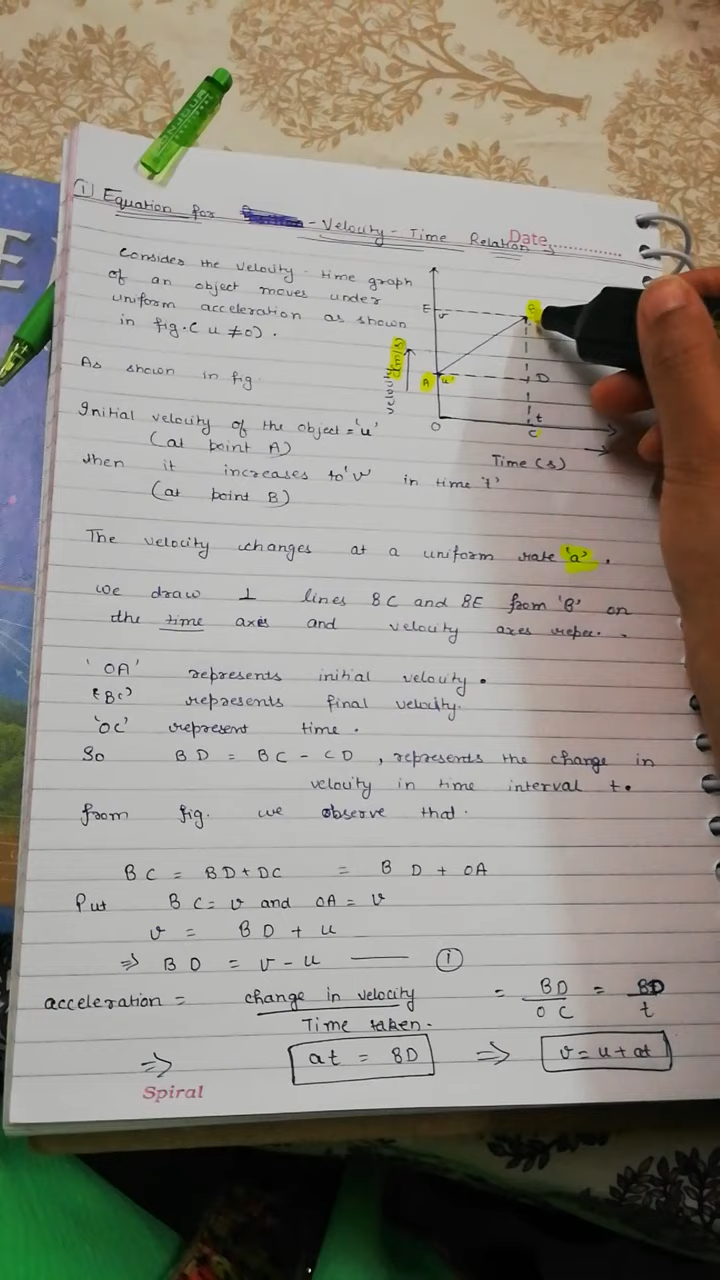 ① Equation for - Velocity - Time Relation
Date
Consider the velocity - time graph
of an object moves under
uniform acceleration as shown
in fig. ( u ≠0) .
As shown in fig
Initial velocity of the object = 'u'
(at point A)
then it increases to 'v' in time 't'
(at point B)
E
v
B
velocity (m/s)
A
u
D
t
O
C
Time (s)
The velocity changes at a uniform rate 'a' .
we draw ⊥ lines BC and BE from 'B' on
the time axis and velocity axes
'OA' represents initial velocity .
'BC' represents final velocity.
'OC' represent time .
So BD = BC - CD , represents the change in
velocity in time interval t.
from fig. we observe that .
BC = BD + DC = BD + OA
Put BC = v and OA = v
v = BD + u
⇒ BD = v - u —— ①
acceleration = change in velocity / Time taken. = BD / OC = BD / t
⇒ at = BD ⇒ v = u + at
Spiral